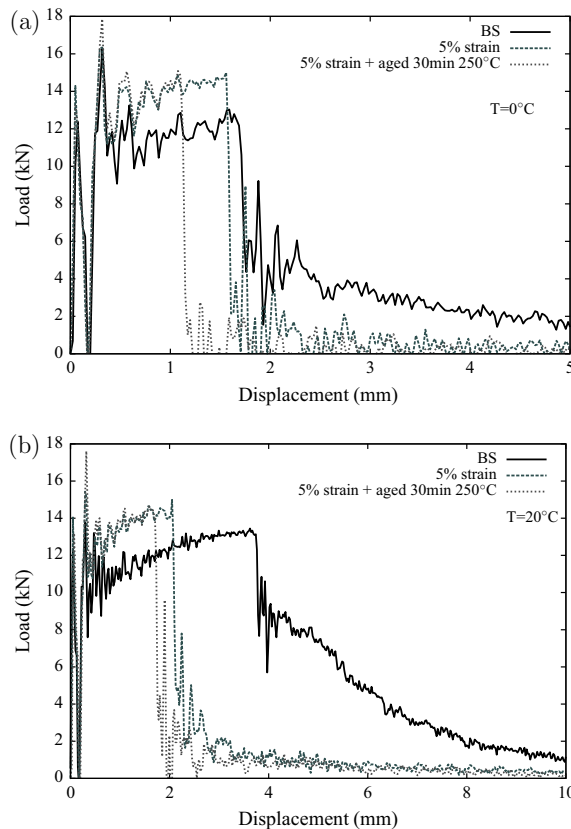 (a)
18
16
14
12
10
8
6
4
2
0
Load (kN)
BS
5% strain
5% strain + aged 30min 250°C
T=0°C
0 1 2 3 4 5
Displacement (mm)
(b)
18
16
14
12
10
8
6
4
2
0
Load (kN)
BS
5% strain
5% strain + aged 30min 250°C
T=20°C
0 2 4 6 8 10
Displacement (mm)